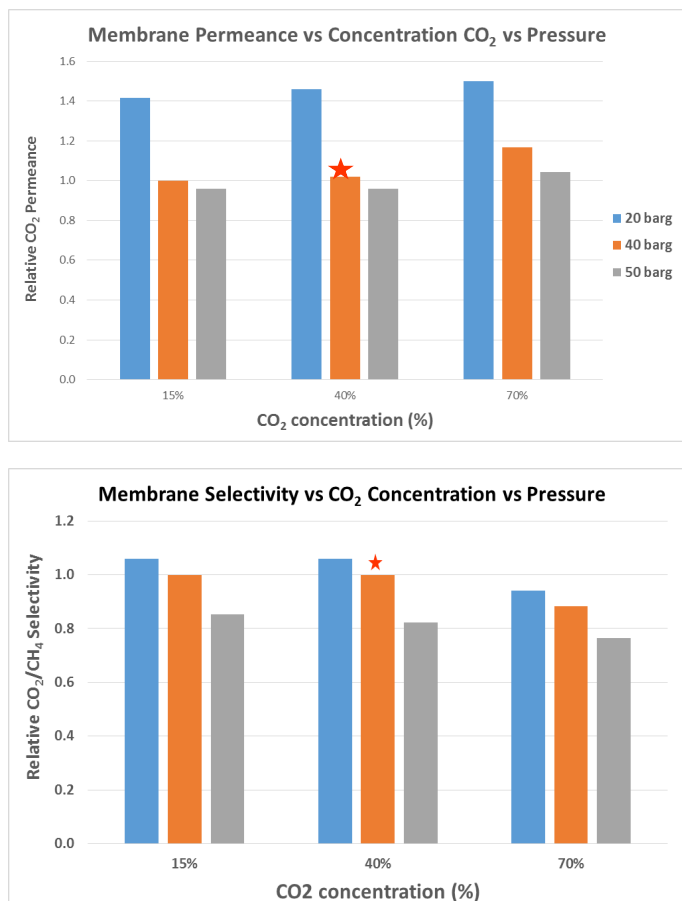 Membrane Permeance vs Concentration CO₂ vs Pressure
Relative CO₂ Permeance
1.6
1.4
1.2
1.0
0.8
0.6
0.4
0.2
0.0
15%
40%
70%
CO₂ concentration (%)
20 barg
40 barg
50 barg
Membrane Selectivity vs CO₂ Concentration vs Pressure
Relative CO₂/CH₄ Selectivity
1.2
1.0
0.8
0.6
0.4
0.2
0.0
15%
40%
70%
CO2 concentration (%)